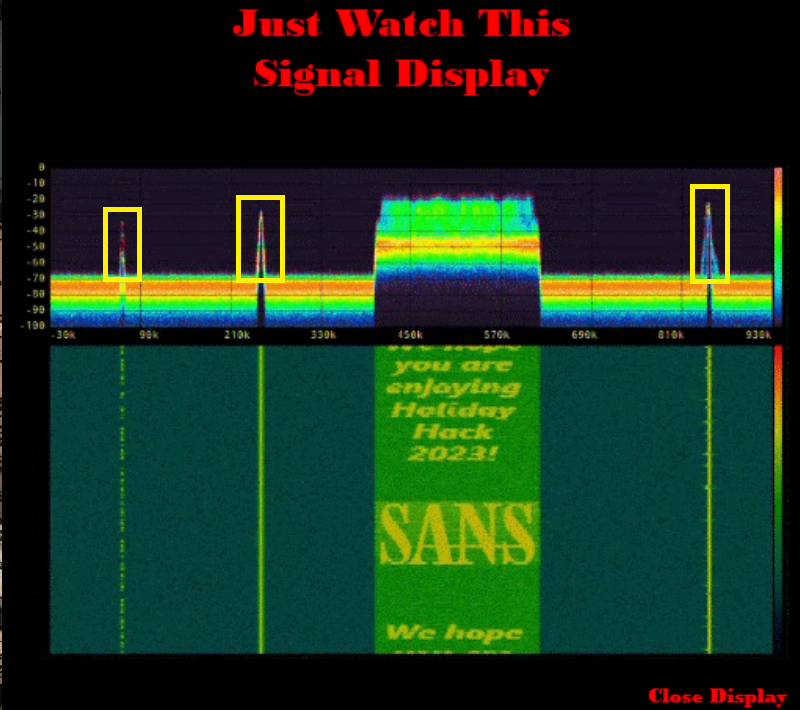 Just Watch This
Signal Display
0
-10
-20
-30
-40
-50
-60
-70
-80
-90
-100
-30k 90k 210k 330k 450k 570k 690k 810k 930k
We hope
you are
enjoying
Holiday
Hack
2023!
SANS
We hope
you are
Close Display